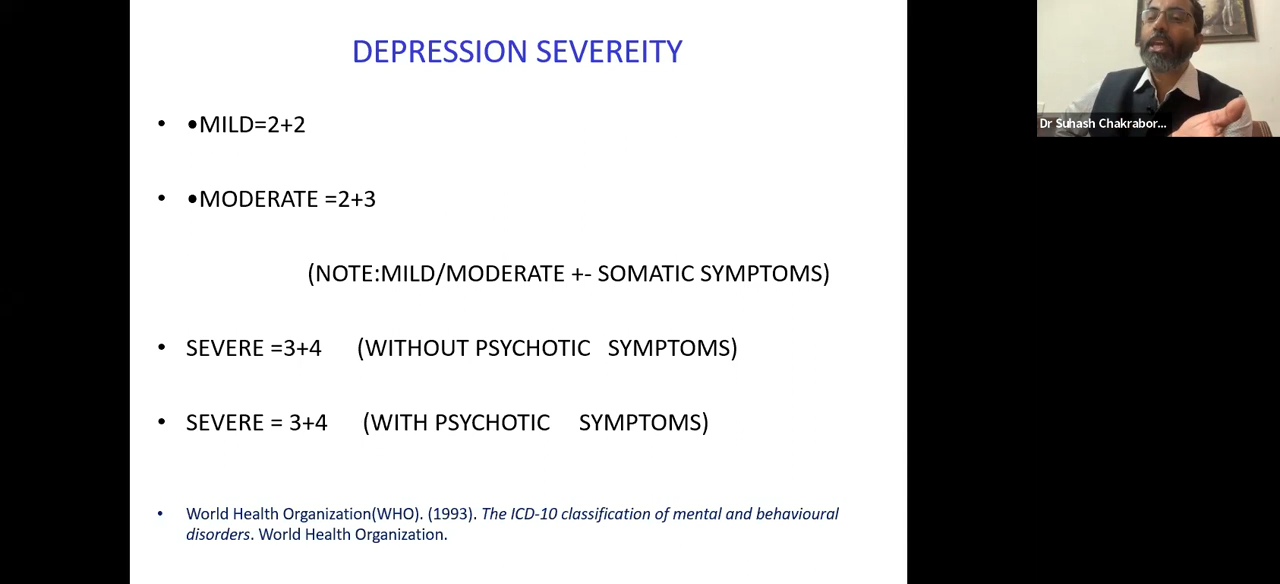 DEPRESSION SEVEREITY
• •MILD=2+2
• •MODERATE =2+3
(NOTE:MILD/MODERATE +- SOMATIC SYMPTOMS)
• SEVERE =3+4 (WITHOUT PSYCHOTIC SYMPTOMS)
• SEVERE = 3+4 (WITH PSYCHOTIC SYMPTOMS)
• World Health Organization(WHO). (1993). The ICD-10 classification of mental and behavioural
disorders. World Health Organization.
Dr Suhash Chakrabor...